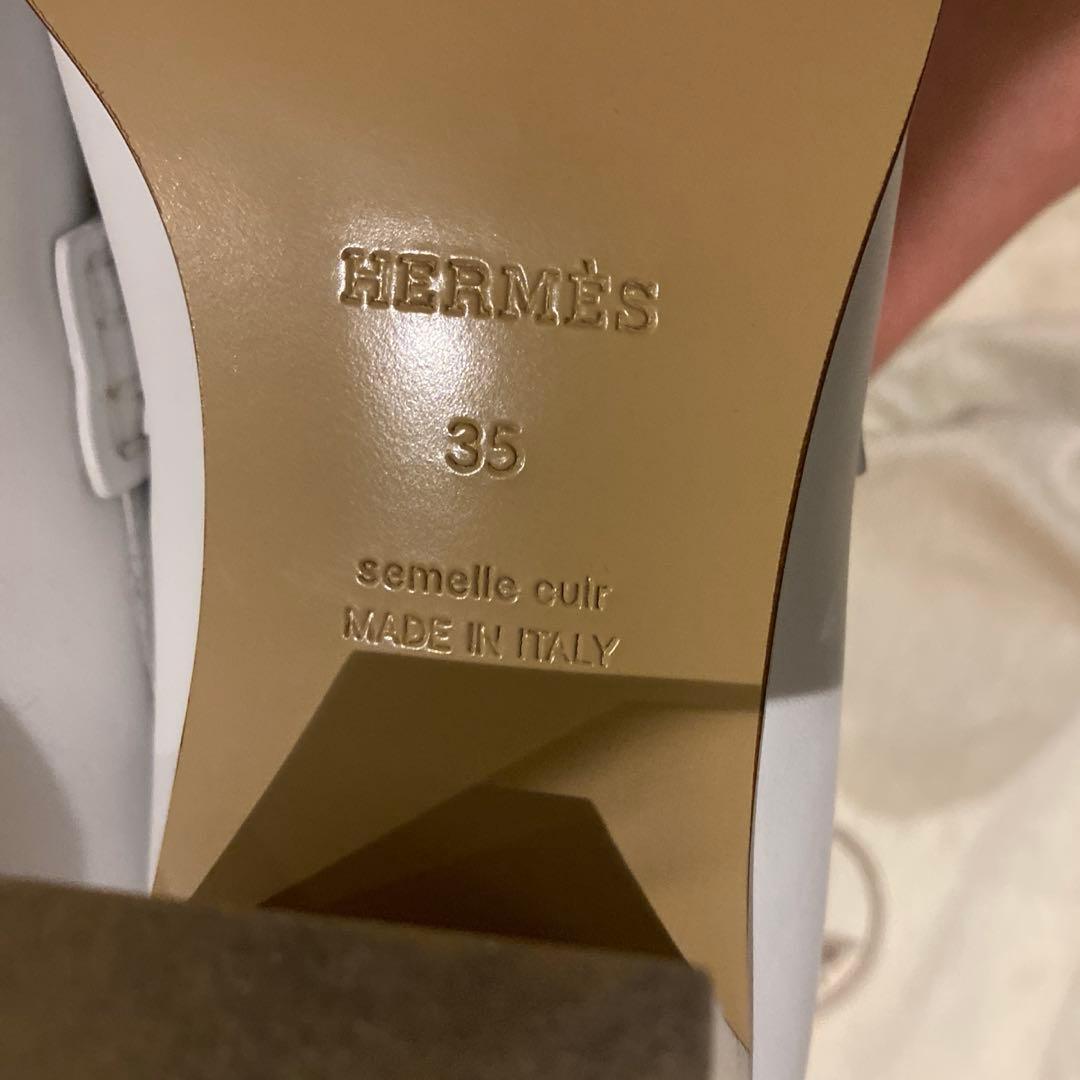 HERMÈS
35
semelle cuir
MADE IN ITALY